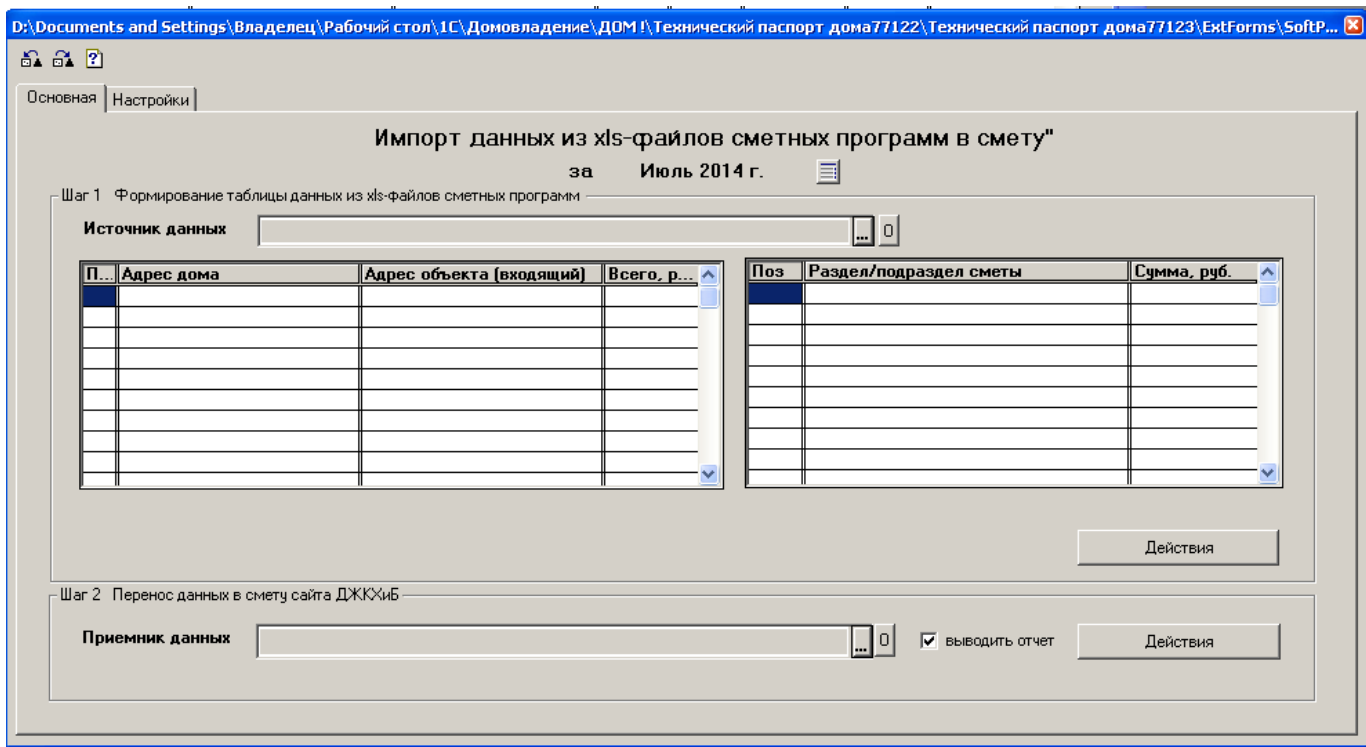 D:\Documents and Settings\Владелец\Рабочий стол\1С\Домовладение\ДОМ !\Технический паспорт дома77122\Технический паспорт дома77123\ExtForms\SoftP...
Основная Настройки
Импорт данных из xls-файлов сметных программ в смету"
за Июль 2014 г.
Шаг 1 Формирование таблицы данных из xls-файлов сметных программ
Источник данных ... 0
П... Адрес дома Адрес объекта (входящий) Всего, р... Поз Раздел/подраздел сметы Сумма, руб.
Действия
Шаг 2 Перенос данных в смету сайта ДЖКХиБ
Приемник данных ... 0 выводить отчет Действия